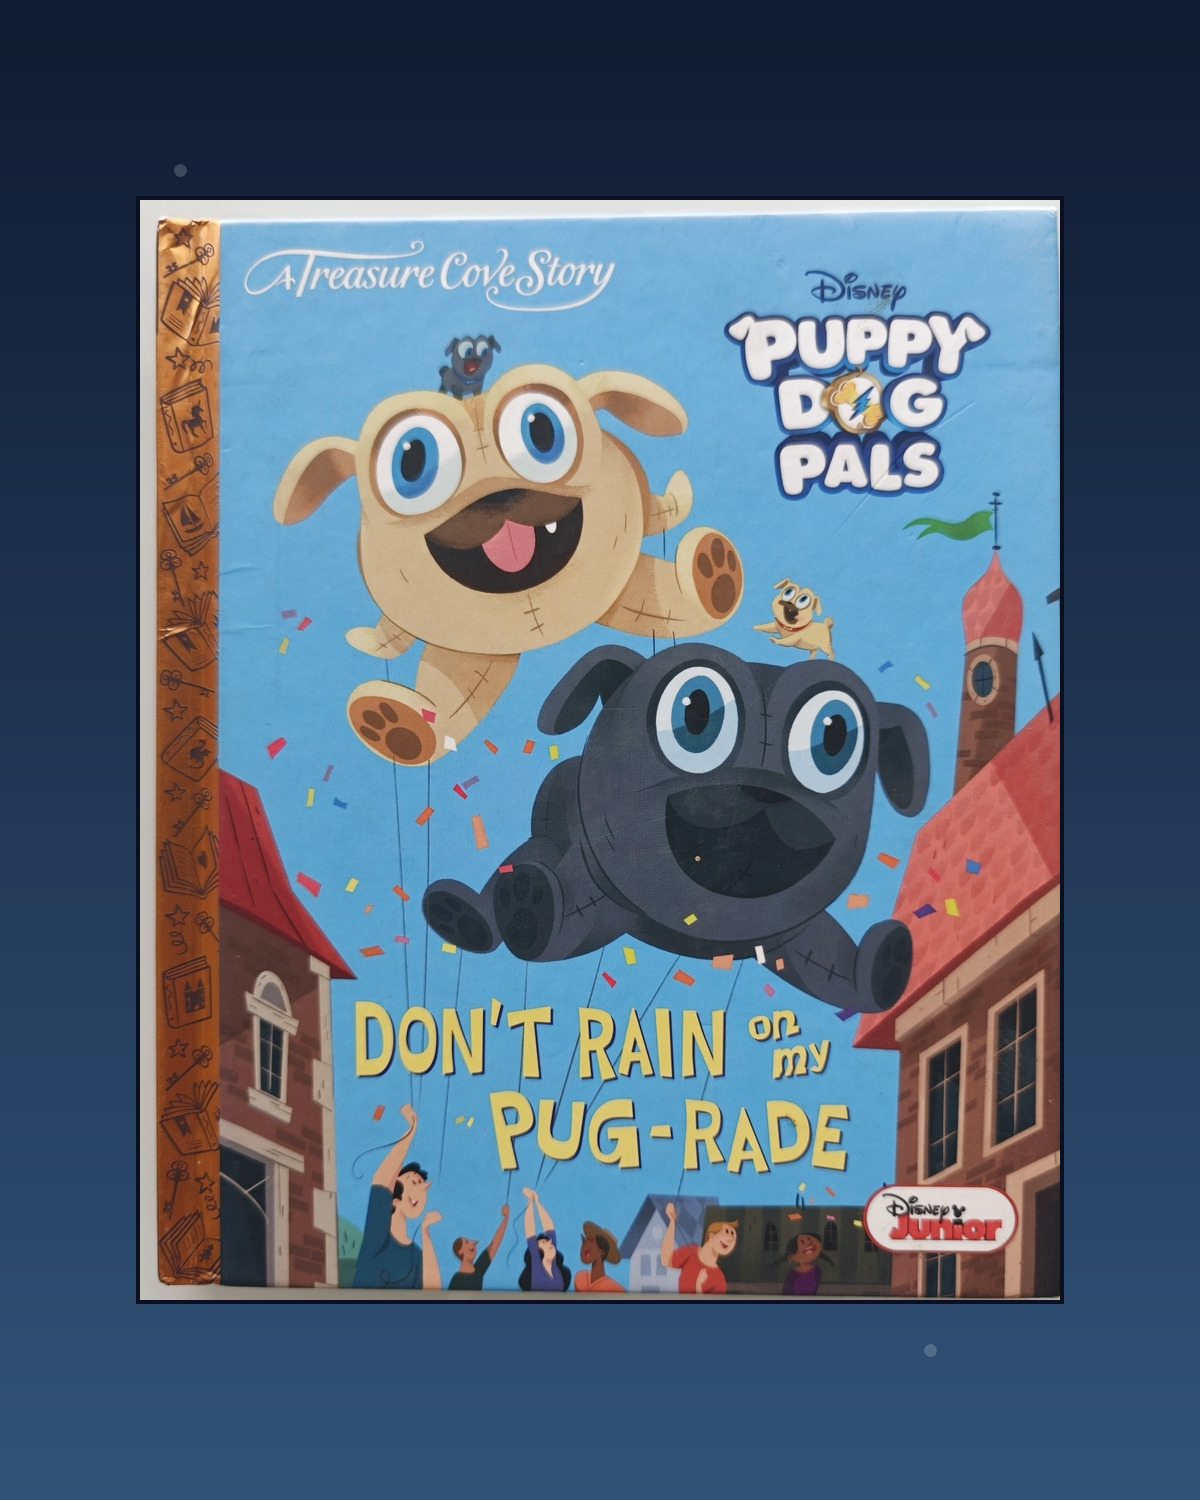 A Treasure Cove Story
Disney
PUPPY
DOG
PALS
DON'T RAIN on my
PUG-RADE
Disney
Junior